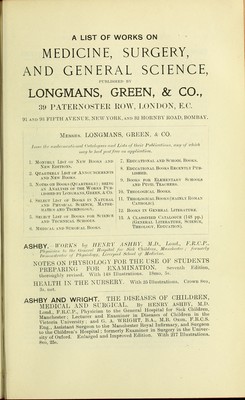 A LIST OF WORKS ON
MEDICINE, SURGERY,
AND GENERAL SCIENCE,
PUBLISHED BY
LONGMANS, GREEN, & CO.,
39 PATERNOSTER ROW, LONDON, E.C.
91 AND 93 FIFTH AVENUE, NEW YORK, AND 32 HORNBY ROAD, BOMBAY.
MESSRS. LONGMANS, GREEN, & CO.
Issue the undermentioned Catalogues and Lists of their Publications, any of which
may be had post free on application.
1. MONTHLY LIST OF NEW BOOKS AND
NEW EDITIONS.
2. QUARTERLY LIST OF ANNOUNCEMENTS
AND NEW BOOKS.
3. NOTES ON BOOKS (QUARTERLY); BEING
AN ANALYSIS OF THE WORKS PUB-
LISHED BY LONGMANS, GREEN, & CO.
4. SELECT LIST OF BOOKS IN NATURAL
AND PHYSICAL SCIENCE, MATHE-
MATICS AND TECHNOLOGY.
5. SELECT LIST OF BOOKS FOR SCIENCE
AND TECHNICAL SCHOOLS.
6. MEDICAL AND SURGICAL BOOKS.
7. EDUCATIONAL AND SCHOOL BOOKS.
8. EDUCATIONAL BOOKS RECENTLY PUB-
LISHED.
9. BOOKS FOR ELEMENTARY SCHOOLS
AND PUPIL TEACHERS.
10. THEOLOGICAL BOOKS.
11. THEOLOGICAL BOOKS (MAINLY ROMAN
CATHOLIC).
12. BOOKS IN GENERAL LITERATURE.
13. A CLASSIFIED CATALOGUE (148 pp.)
(GENERAL LITERATURE, SCIENCE,
THEOLOGY, EDUCATION).
ASHBY. WORKS by HENRY ASHBY, M.D. Lond., F.R.C.P.,
Physician to the General Hospital for Sick Children, Manchester; formerly
Demonstrator of Physiology, Liverpool School of Medicine.
NOTES ON PHYSIOLOGY FOR THE USE OF STUDENTS
PREPARING FOR EXAMINATION. Seventh Edition,
thoroughly revised. With 148 Illustrations. 18mo. 5s.
HEALTH IN THE NURSERY. With 25 Illustrations. Crown 8vo,
3s. net.
ASHBY AND WRIGHT. THE DISEASES OF CHILDREN,
MEDICAL AND SURGICAL. By HENRY ASHBY, M.D.
Lond., F.R.C.P., Physician to the General Hospital for Sick Children,
Manchester; Lecturer and Examiner in Diseases of Children in the
Victoria University; and G. A. WRIGHT, B.A., M.B. Oxon, F.R.C.S.
Eng., Assistant Surgeon to the Manchester Royal Infirmary, and Surgeon
to the Children's Hospital; formerly Examiner in Surgery in the Univer-
sity of Oxford. Enlarged and Improved Edition. With 217 Illustrations.
8vo, 25s.